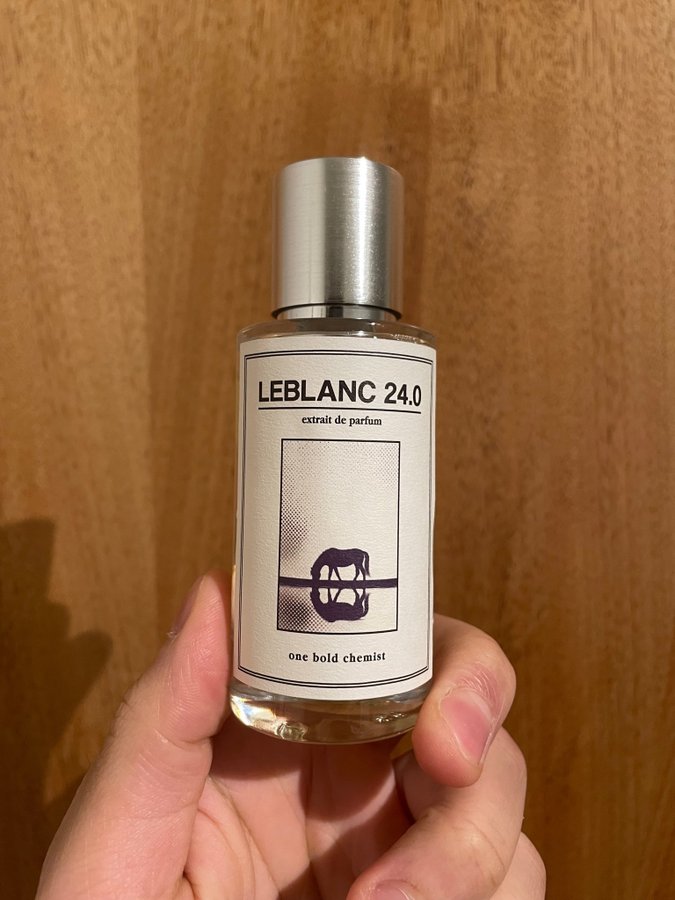 LEBLANC 24.0
extrait de parfum
one bold chemist